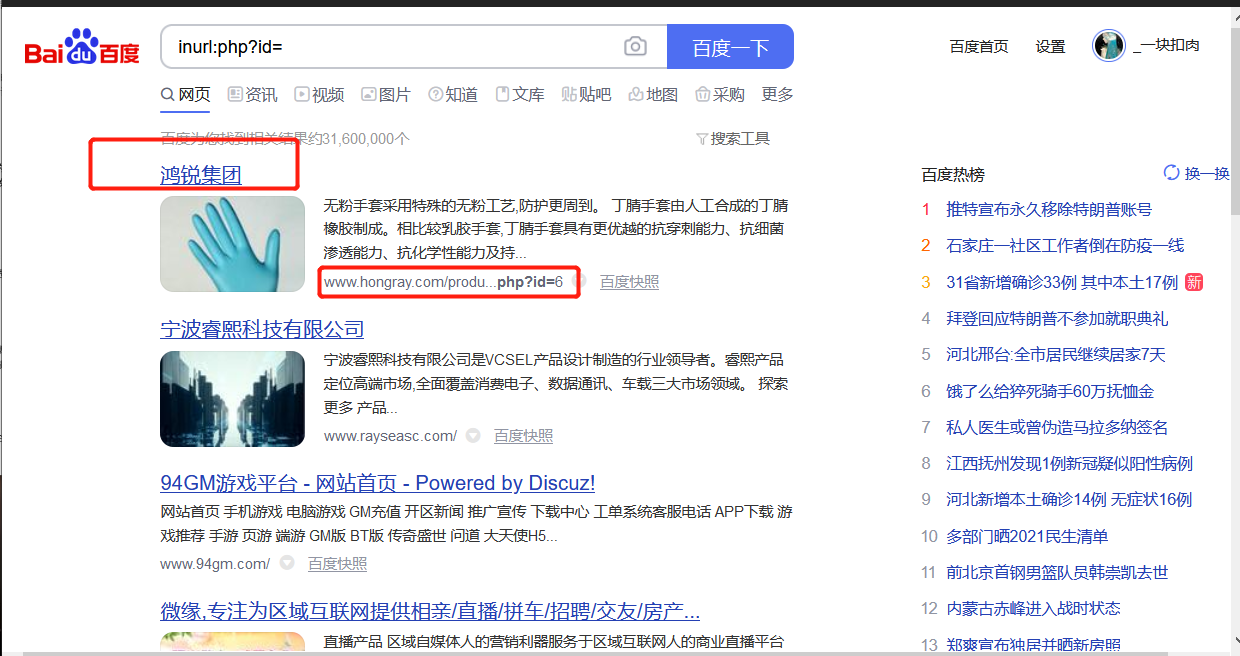 Bai du 百度
inurl:php?id=
百度一下
百度首页 设置 _一块扣肉
网页 资讯 视频 图片 知道 文库 贴吧 地图 采购 更多
百度为您找到相关结果约31,600,000个
搜索工具
鸿锐集团
无粉手套采用特殊的无粉工艺,防护更周到。 丁腈手套由人工合成的丁腈
橡胶制成。相比较乳胶手套,丁腈手套具有更优越的抗穿刺能力、抗细菌
渗透能力、抗化学性能力及持...
www.hongray.com/produ...php?id=6 百度快照
宁波睿熙科技有限公司
宁波睿熙科技有限公司是VCSEL产品设计制造的行业领导者。睿熙产品
定位高端市场,全面覆盖消费电子、数据通讯、车载三大市场领域。 探索
更多 产品...
www.rayseasc.com/ 百度快照
94GM游戏平台 - 网站首页 - Powered by Discuz!
网站首页 手机游戏 电脑游戏 GM充值 开区新闻 推广宣传 下载中心 工单系统客服电话 APP下载 游
戏推荐 手游 页游 端游 GM版 BT版 传奇盛世 问道 大天使H5...
www.94gm.com/ 百度快照
微缘,专注为区域互联网提供相亲/直播/拼车/招聘/交友/房产...
直播产品 区域自媒体人的营销利器服务于区域互联网人的商业直播平台
百度热榜 换一换
1 推特宣布永久移除特朗普账号
2 石家庄一社区工作者倒在防疫一线
3 31省新增确诊33例 其中本土17例 新
4 拜登回应特朗普不参加就职典礼
5 河北邢台:全市居民继续居家7天
6 饿了么给猝死骑手60万抚恤金
7 私人医生或曾伪造马拉多纳签名
8 江西抚州发现1例新冠疑似阳性病例
9 河北新增本土确诊14例 无症状16例
10 多部门晒2021民生清单
11 前北京首钢男篮队员韩崇凯去世
12 内蒙古赤峰进入战时状态
13 郑爽宣布独居并晒新房照